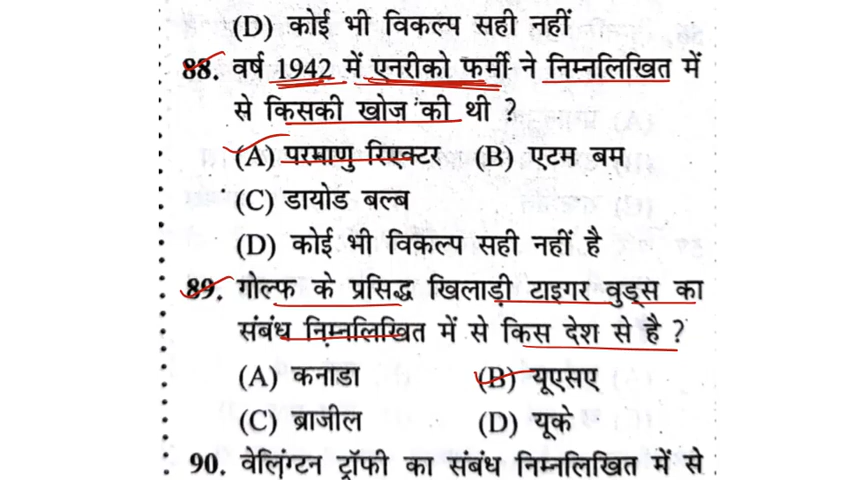 (D) कोई भी विकल्प सही नहीं
88. वर्ष 1942 में एनरीको फर्मी ने निम्नलिखित में
से किसकी खोज की थी ?
(A) परमाणु रिएक्टर (B) एटम बम
(C) डायोड बल्ब
(D) कोई भी विकल्प सही नहीं है
89. गोल्फ के प्रसिद्ध खिलाड़ी टाइगर वुड्स का
संबंध निम्नलिखित में से किस देश से है ?
(A) कनाडा (B) यूएसए
(C) ब्राजील (D) यूके
90. वेलिंग्टन ट्रॉफी का संबंध निम्नलिखित में से